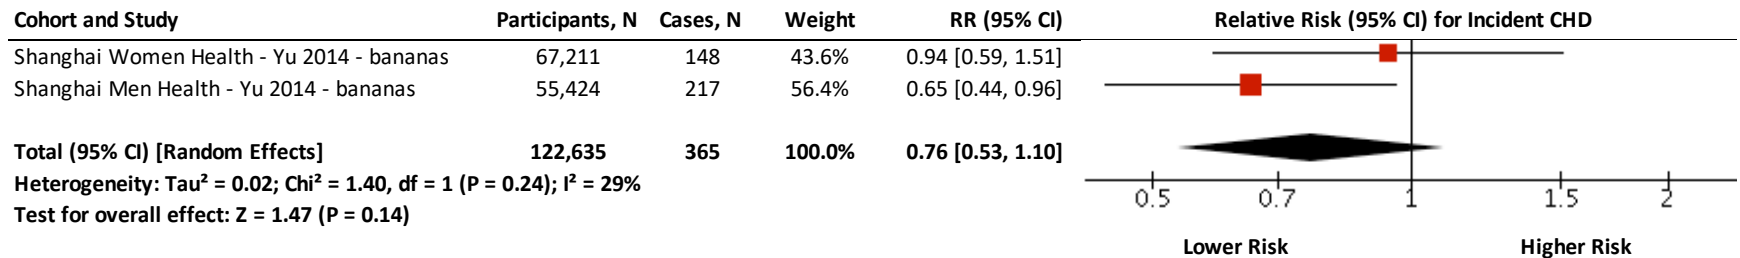 Cohort and Study Participants, N Cases, N Weight RR (95% CI) Relative Risk (95% CI) for Incident CHD
Shanghai Women Health - Yu 2014 - bananas 67,211 148 43.6% 0.94 [0.59, 1.51]
Shanghai Men Health - Yu 2014 - bananas 55,424 217 56.4% 0.65 [0.44, 0.96]
Total (95% CI) [Random Effects] 122,635 365 100.0% 0.76 [0.53, 1.10]
Heterogeneity: Tau² = 0.02; Chi² = 1.40, df = 1 (P = 0.24); I² = 29%
0.5 0.7 1 1.5 2
Test for overall effect: Z = 1.47 (P = 0.14)
Lower Risk Higher Risk